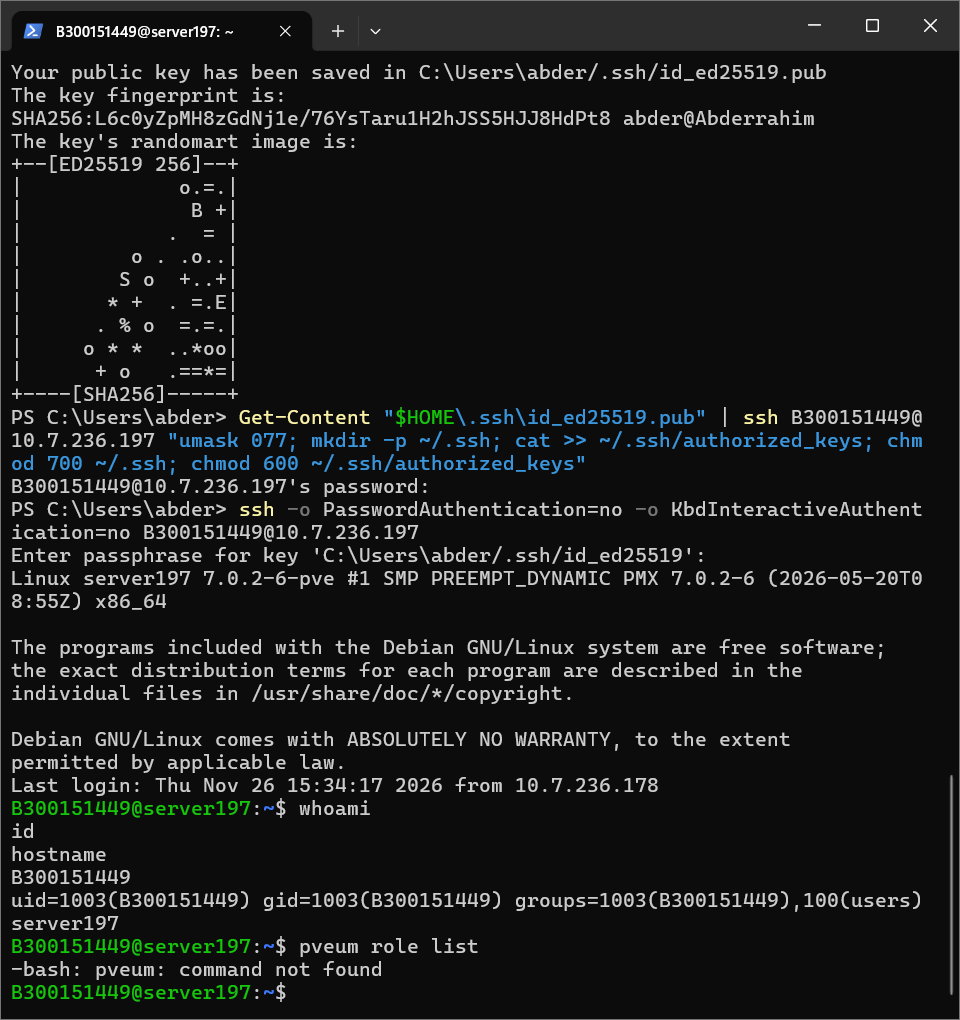 B300151449@server197: ~
Your public key has been saved in C:\Users\abder/.ssh/id_ed25519.pub
The key fingerprint is:
SHA256:L6c0yZpMH8zGdNj1e/76YsTaru1H2hJSS5HJJ8HdPt8 abder@Abderrahim
The key's randomart image is:
+--[ED25519 256]--+
|             o.=.|
|              B +|
|            .  = |
|         o . .o..|
|        S o  +..+|
|       * +  . =.E|
|      . % o  =.=.|
|     o * *  ..*oo|
|      + o   .==*=|
+----[SHA256]-----+
PS C:\Users\abder> Get-Content "$HOME\.ssh\id_ed25519.pub" | ssh B300151449@
10.7.236.197 "umask 077; mkdir -p ~/.ssh; cat >> ~/.ssh/authorized_keys; chm
od 700 ~/.ssh; chmod 600 ~/.ssh/authorized_keys"
B300151449@10.7.236.197's password:
PS C:\Users\abder> ssh -o PasswordAuthentication=no -o KbdInteractiveAuthent
ication=no B300151449@10.7.236.197
Enter passphrase for key 'C:\Users\abder/.ssh/id_ed25519':
Linux server197 7.0.2-6-pve #1 SMP PREEMPT_DYNAMIC PMX 7.0.2-6 (2026-05-20T0
8:55Z) x86_64

The programs included with the Debian GNU/Linux system are free software;
the exact distribution terms for each program are described in the
individual files in /usr/share/doc/*/copyright.

Debian GNU/Linux comes with ABSOLUTELY NO WARRANTY, to the extent
permitted by applicable law.
Last login: Thu Nov 26 15:34:17 2026 from 10.7.236.178
B300151449@server197:~$ whoami
id
hostname
B300151449
uid=1003(B300151449) gid=1003(B300151449) groups=1003(B300151449),100(users)
server197
B300151449@server197:~$ pveum role list
-bash: pveum: command not found
B300151449@server197:~$